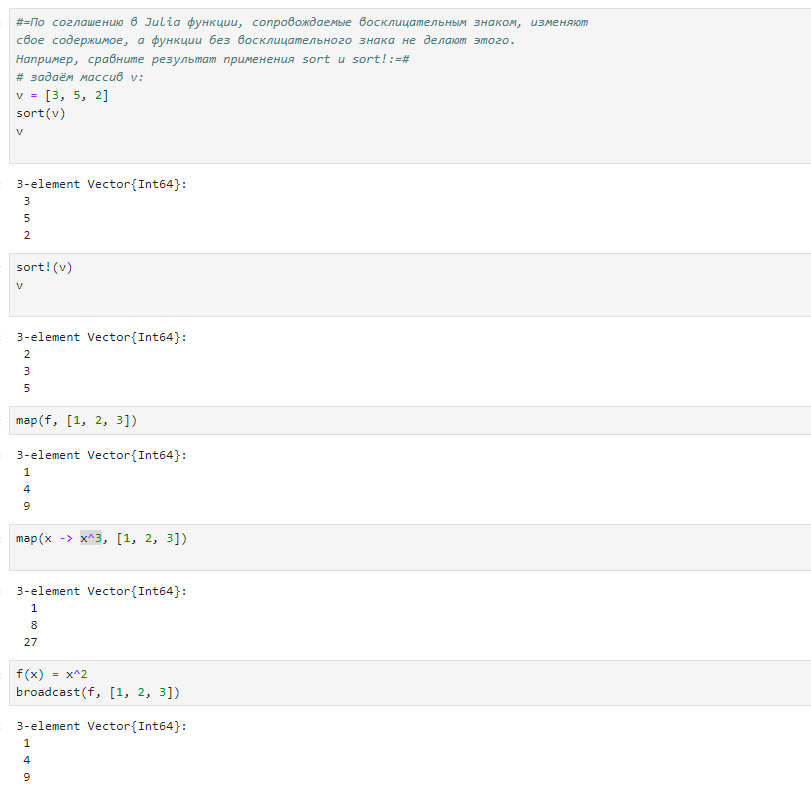 #=По соглашению в Julia функции, сопровождаемые восклицательным знаком, изменяют
свое содержимое, а функции без восклицательного знака не делают этого.
Например, сравните результат применения sort и sort!:=#
# задаём массив v:
v = [3, 5, 2]
sort(v)
v
3-element Vector{Int64}:
3
5
2
sort!(v)
v
3-element Vector{Int64}:
2
3
5
map(f, [1, 2, 3])
3-element Vector{Int64}:
1
4
9
map(x -> x^3, [1, 2, 3])
3-element Vector{Int64}:
1
8
27
f(x) = x^2
broadcast(f, [1, 2, 3])
3-element Vector{Int64}:
1
4
9